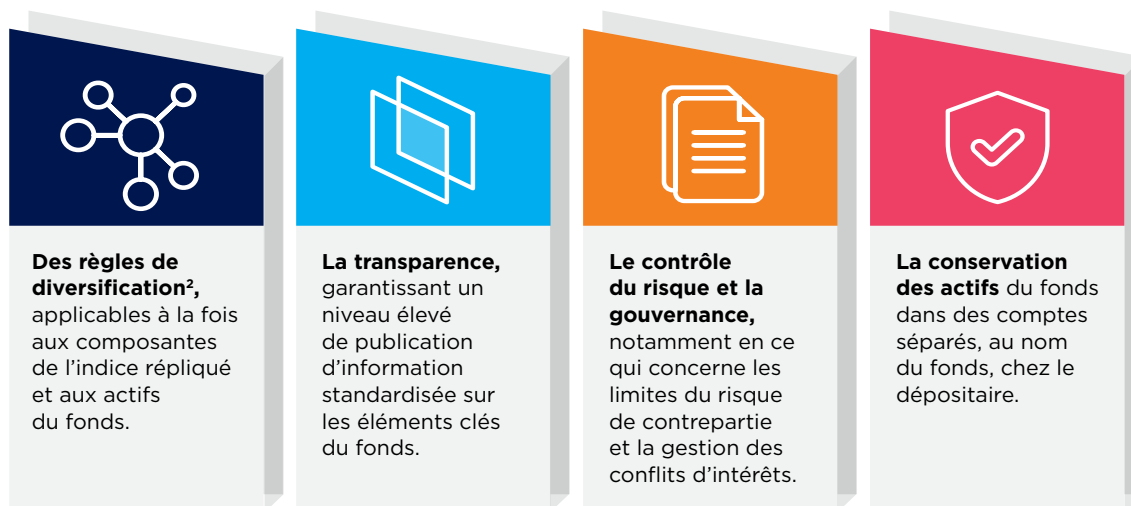 Des règles de
diversification²,
applicables à la fois
aux composantes
de l’indice répliqué
et aux actifs
du fonds.
La transparence,
garantissant un
niveau élevé
de publication
d’information
standardisée sur
les éléments clés
du fonds.
Le contrôle
du risque et la
gouvernance,
notamment en ce
qui concerne les
limites du risque
de contrepartie
et la gestion des
conflits d’intérêts.
La conservation
des actifs du fonds
dans des comptes
séparés, au nom
du fonds, chez le
dépositaire.